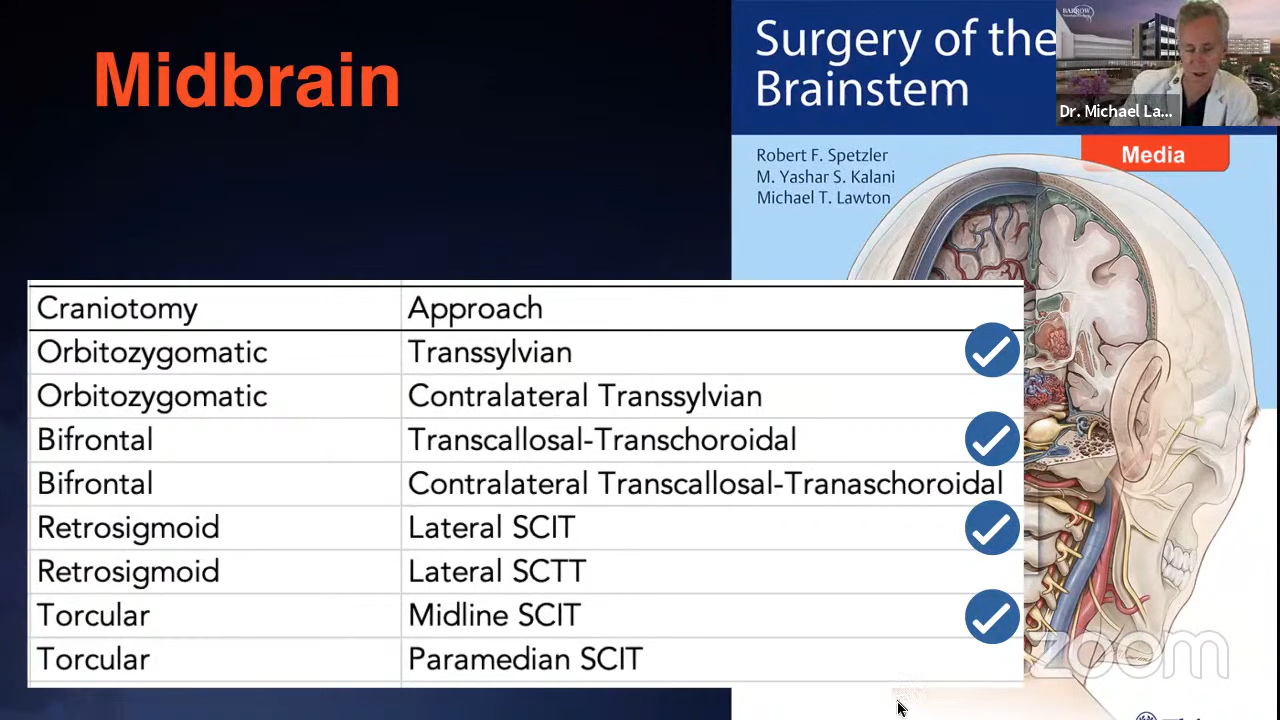 Midbrain
Surgery of the
Brainstem
BARROW
Dr. Michael La...
Media
Robert F. Spetzler
M. Yashar S. Kalani
Michael T. Lawton
Craniotomy Approach
Orbitozygomatic Transsylvian
Orbitozygomatic Contralateral Transsylvian
Bifrontal Transcallosal-Transchoroidal
Bifrontal Contralateral Transcallosal-Tranaschoroidal
Retrosigmoid Lateral SCIT
Retrosigmoid Lateral SCTT
Torcular Midline SCIT
Torcular Paramedian SCIT
zoom